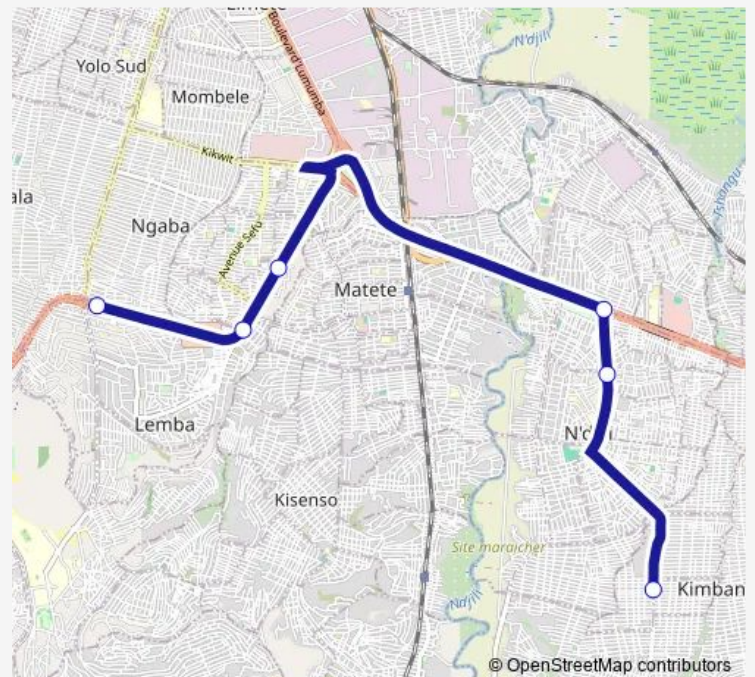 N'djili
Boulevard Lumumba
Yolo Sud
Mombele
Kikwit
Tshangu
ala
Ngaba
Avenue Sefu
Matete
Lemba
Kisenso
Site maraicher
N'djili
Kimban
© OpenStreetMap contributors